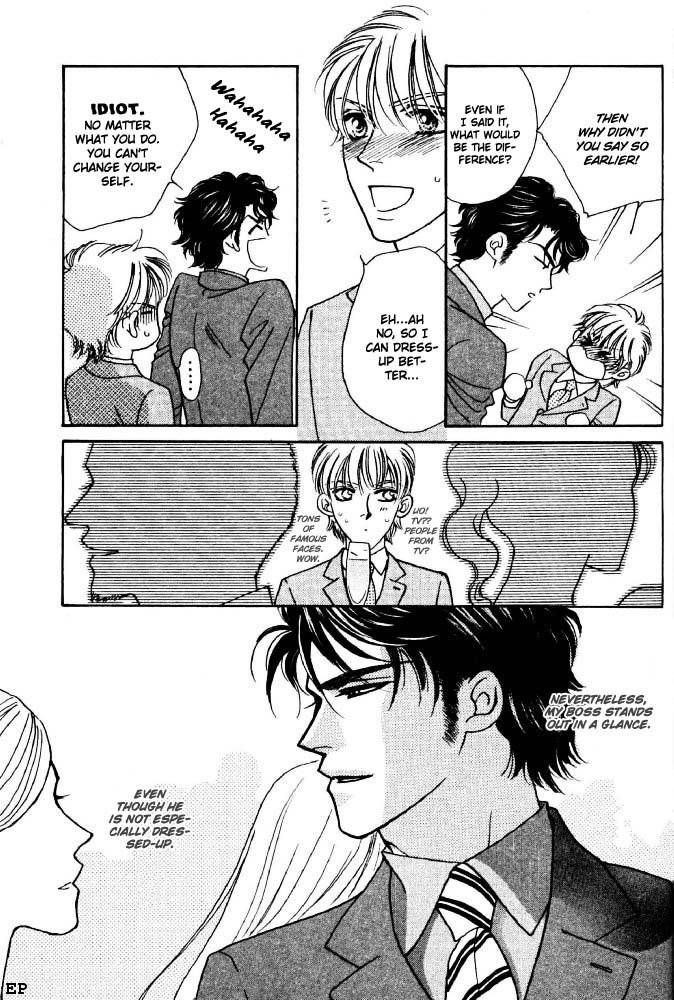 THEN
WHY DIDN'T
YOU SAY SO
EARLIER!
EVEN IF
I SAID IT,
WHAT WOULD
BE THE DIF-
FERENCE?
EH...AH
NO, SO I
CAN DRESS-
UP BET-
TER...
Wahahaha
Hahaha
IDIOT.
NO MATTER
WHAT YOU DO.
YOU CAN'T
CHANGE YOUR-
SELF.
....
UO!
TV??
PEOPLE
FROM
TV?
TONS
OF
FAMOUS
FACES.
WOW.
NEVERTHELESS,
MY BOSS STANDS
OUT IN A GLANCE.
EVEN
THOUGH HE
IS NOT ESPE-
CIALLY DRES-
SED-UP.
EP